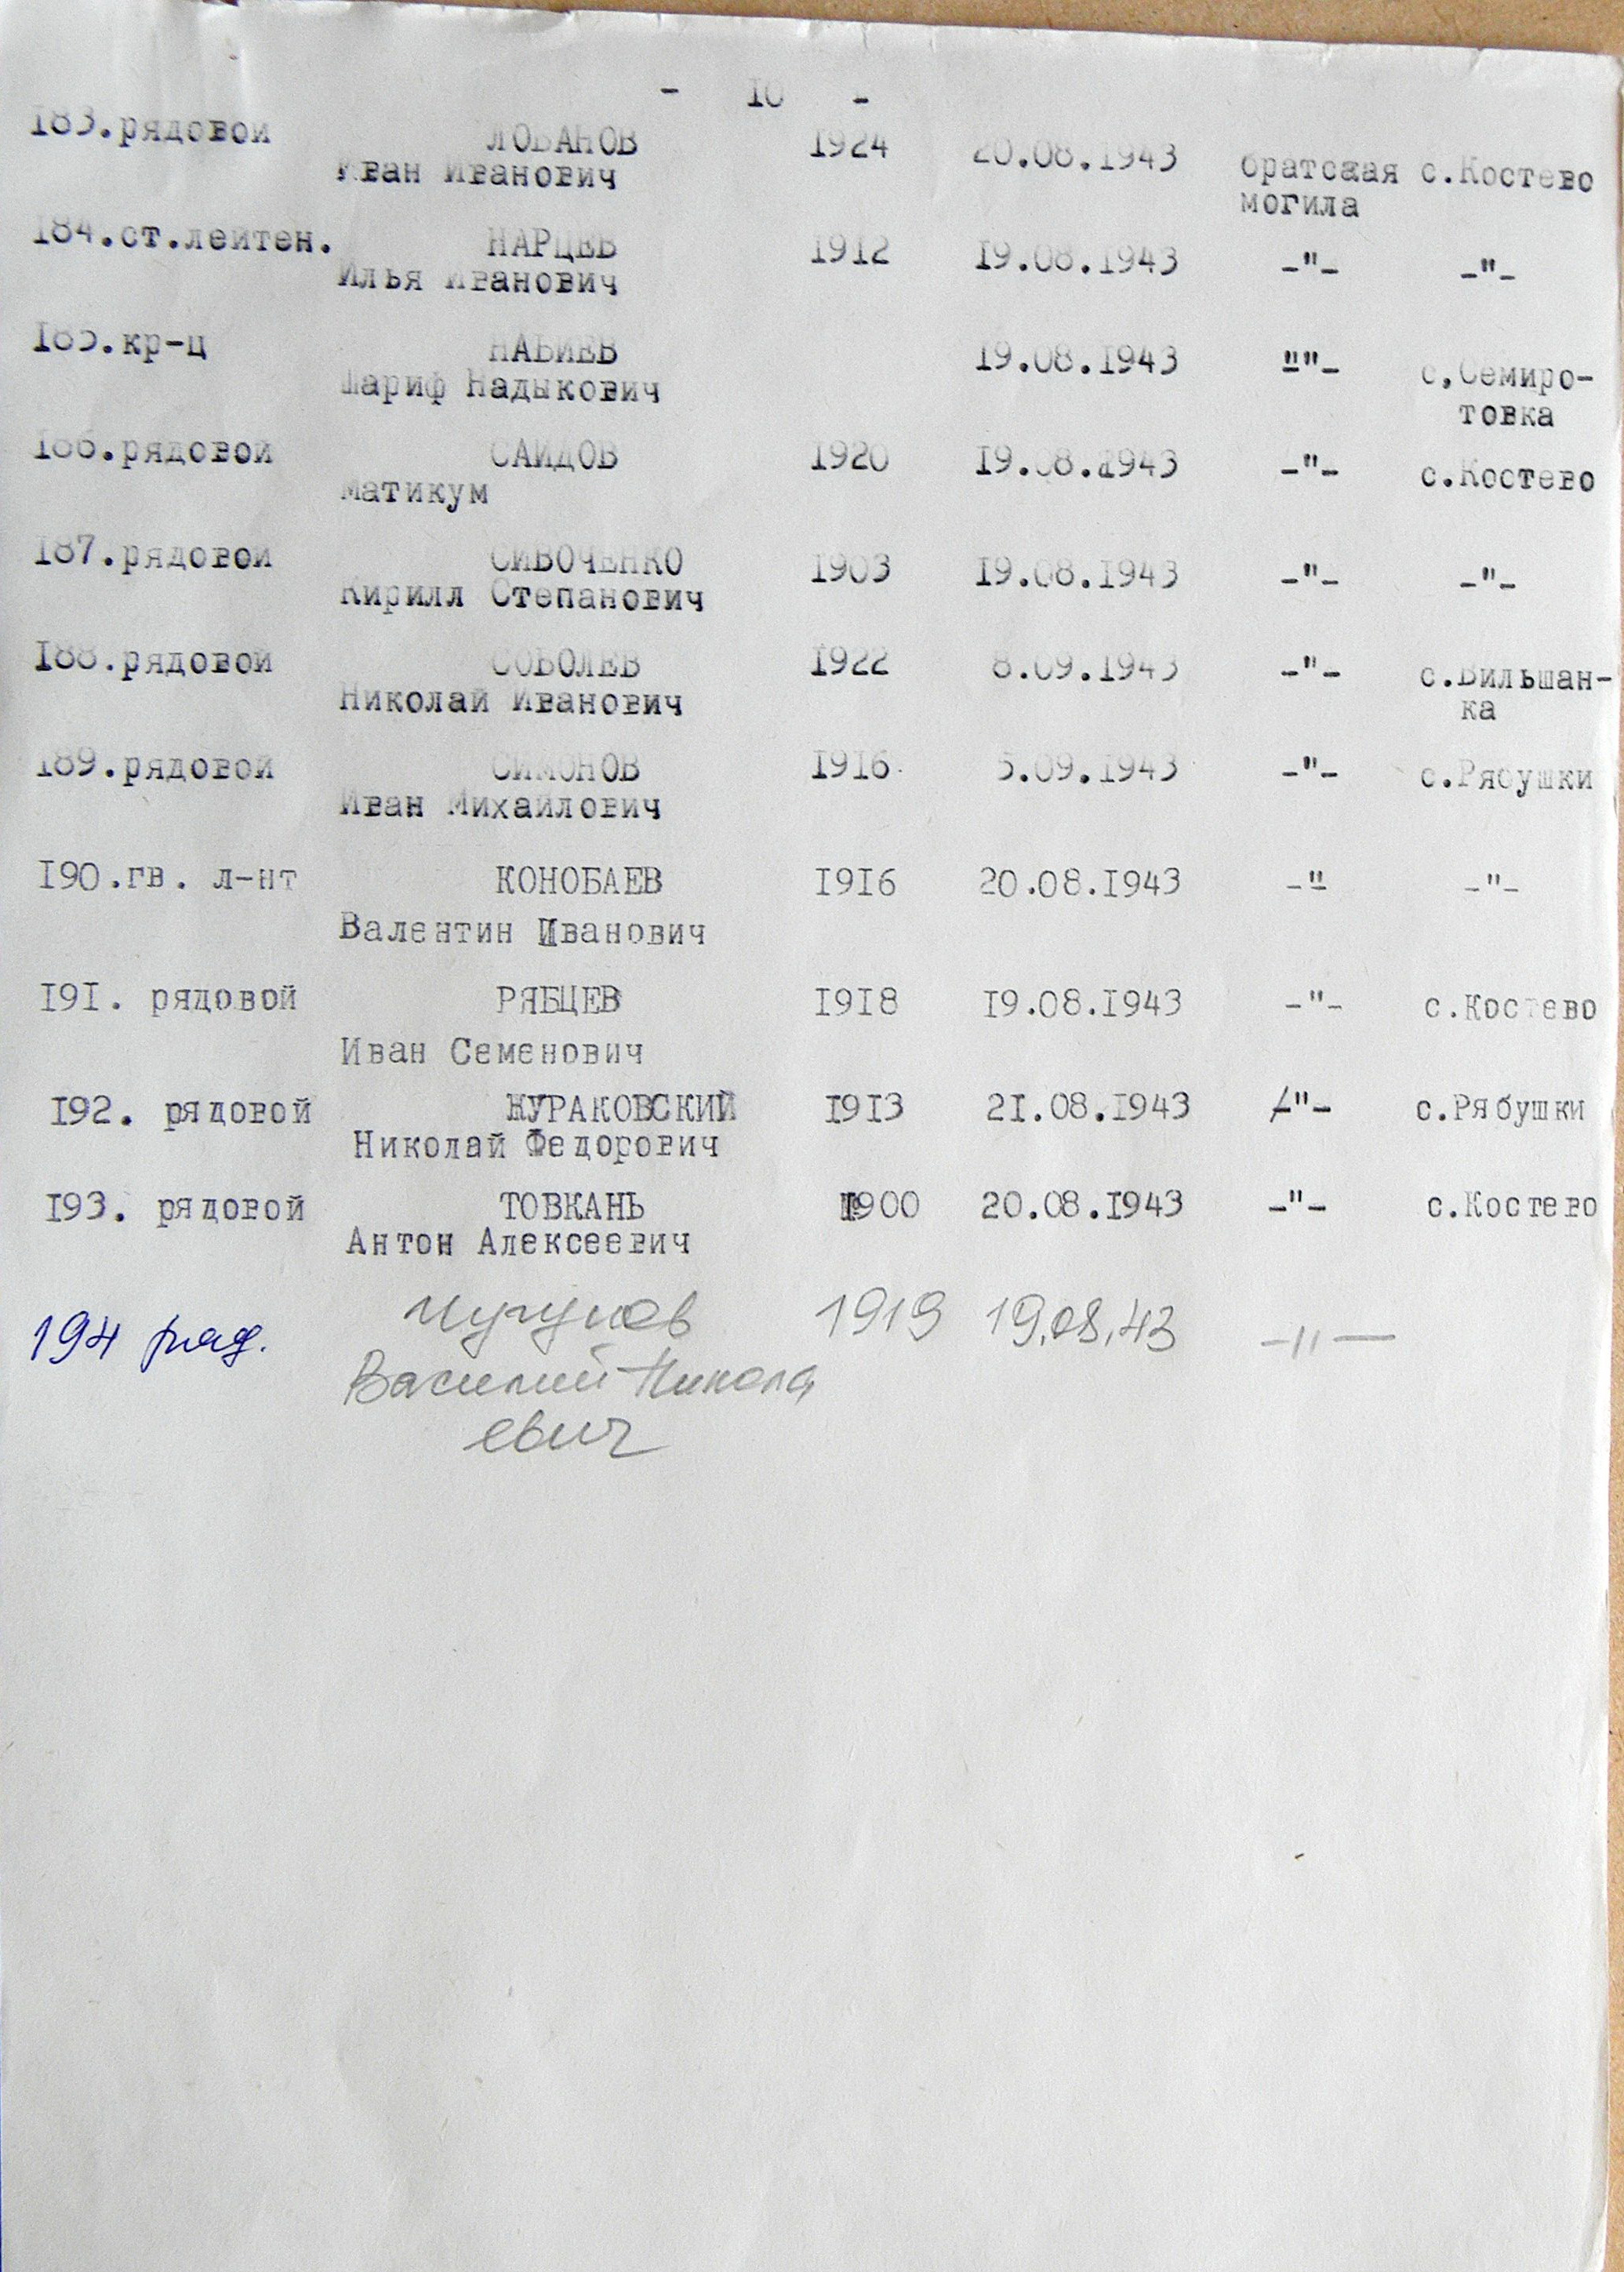 - 10 -
183.рядовой ЛОБАНОВ 1924 20.08.1943 братская с.Костево
Иван Иванович могила
184.ст.лейтен. НАРЦЕВ 1912 19.08.1943 -"- -"-
Илья Иванович
185.кр-ц НАБИЕВ 19.08.1943 ""- с,Семиро-
Шариф Надыкович товка
186.рядовой САИДОВ 1920 19.08.1943 -"- с.Костево
Матикум
187.рядовой СИВОЧЕНКО 1903 19.08.1943 -"- -"-
Кирилл Степанович
188.рядовой СОБОЛЕВ 1922 8.09.1943 -"- с.Вильшан-
Николай Иванович ка
189.рядовой СИМОНОВ 1916 5.09.1943 -"- с.Рябушки
Иван Михайлович
190.гв. л-нт КОНОБАЕВ 1916 20.08.1943 -" -"-
Валентин Иванович
191. рядовой РЯБЦЕВ 1918 19.08.1943 -"- с.Костево
Иван Семенович
192. рядовой ЖУРАКОВСКИЙ 1913 21.08.1943 -"- с.Рябушки
Николай Федорович
193. рядовой ТОВКАНЬ 1900 20.08.1943 -"- с.Костево
Антон Алексеевич
194 ряд. Чугунов 1919 19.08.43 -"-
Василий Никола
евич